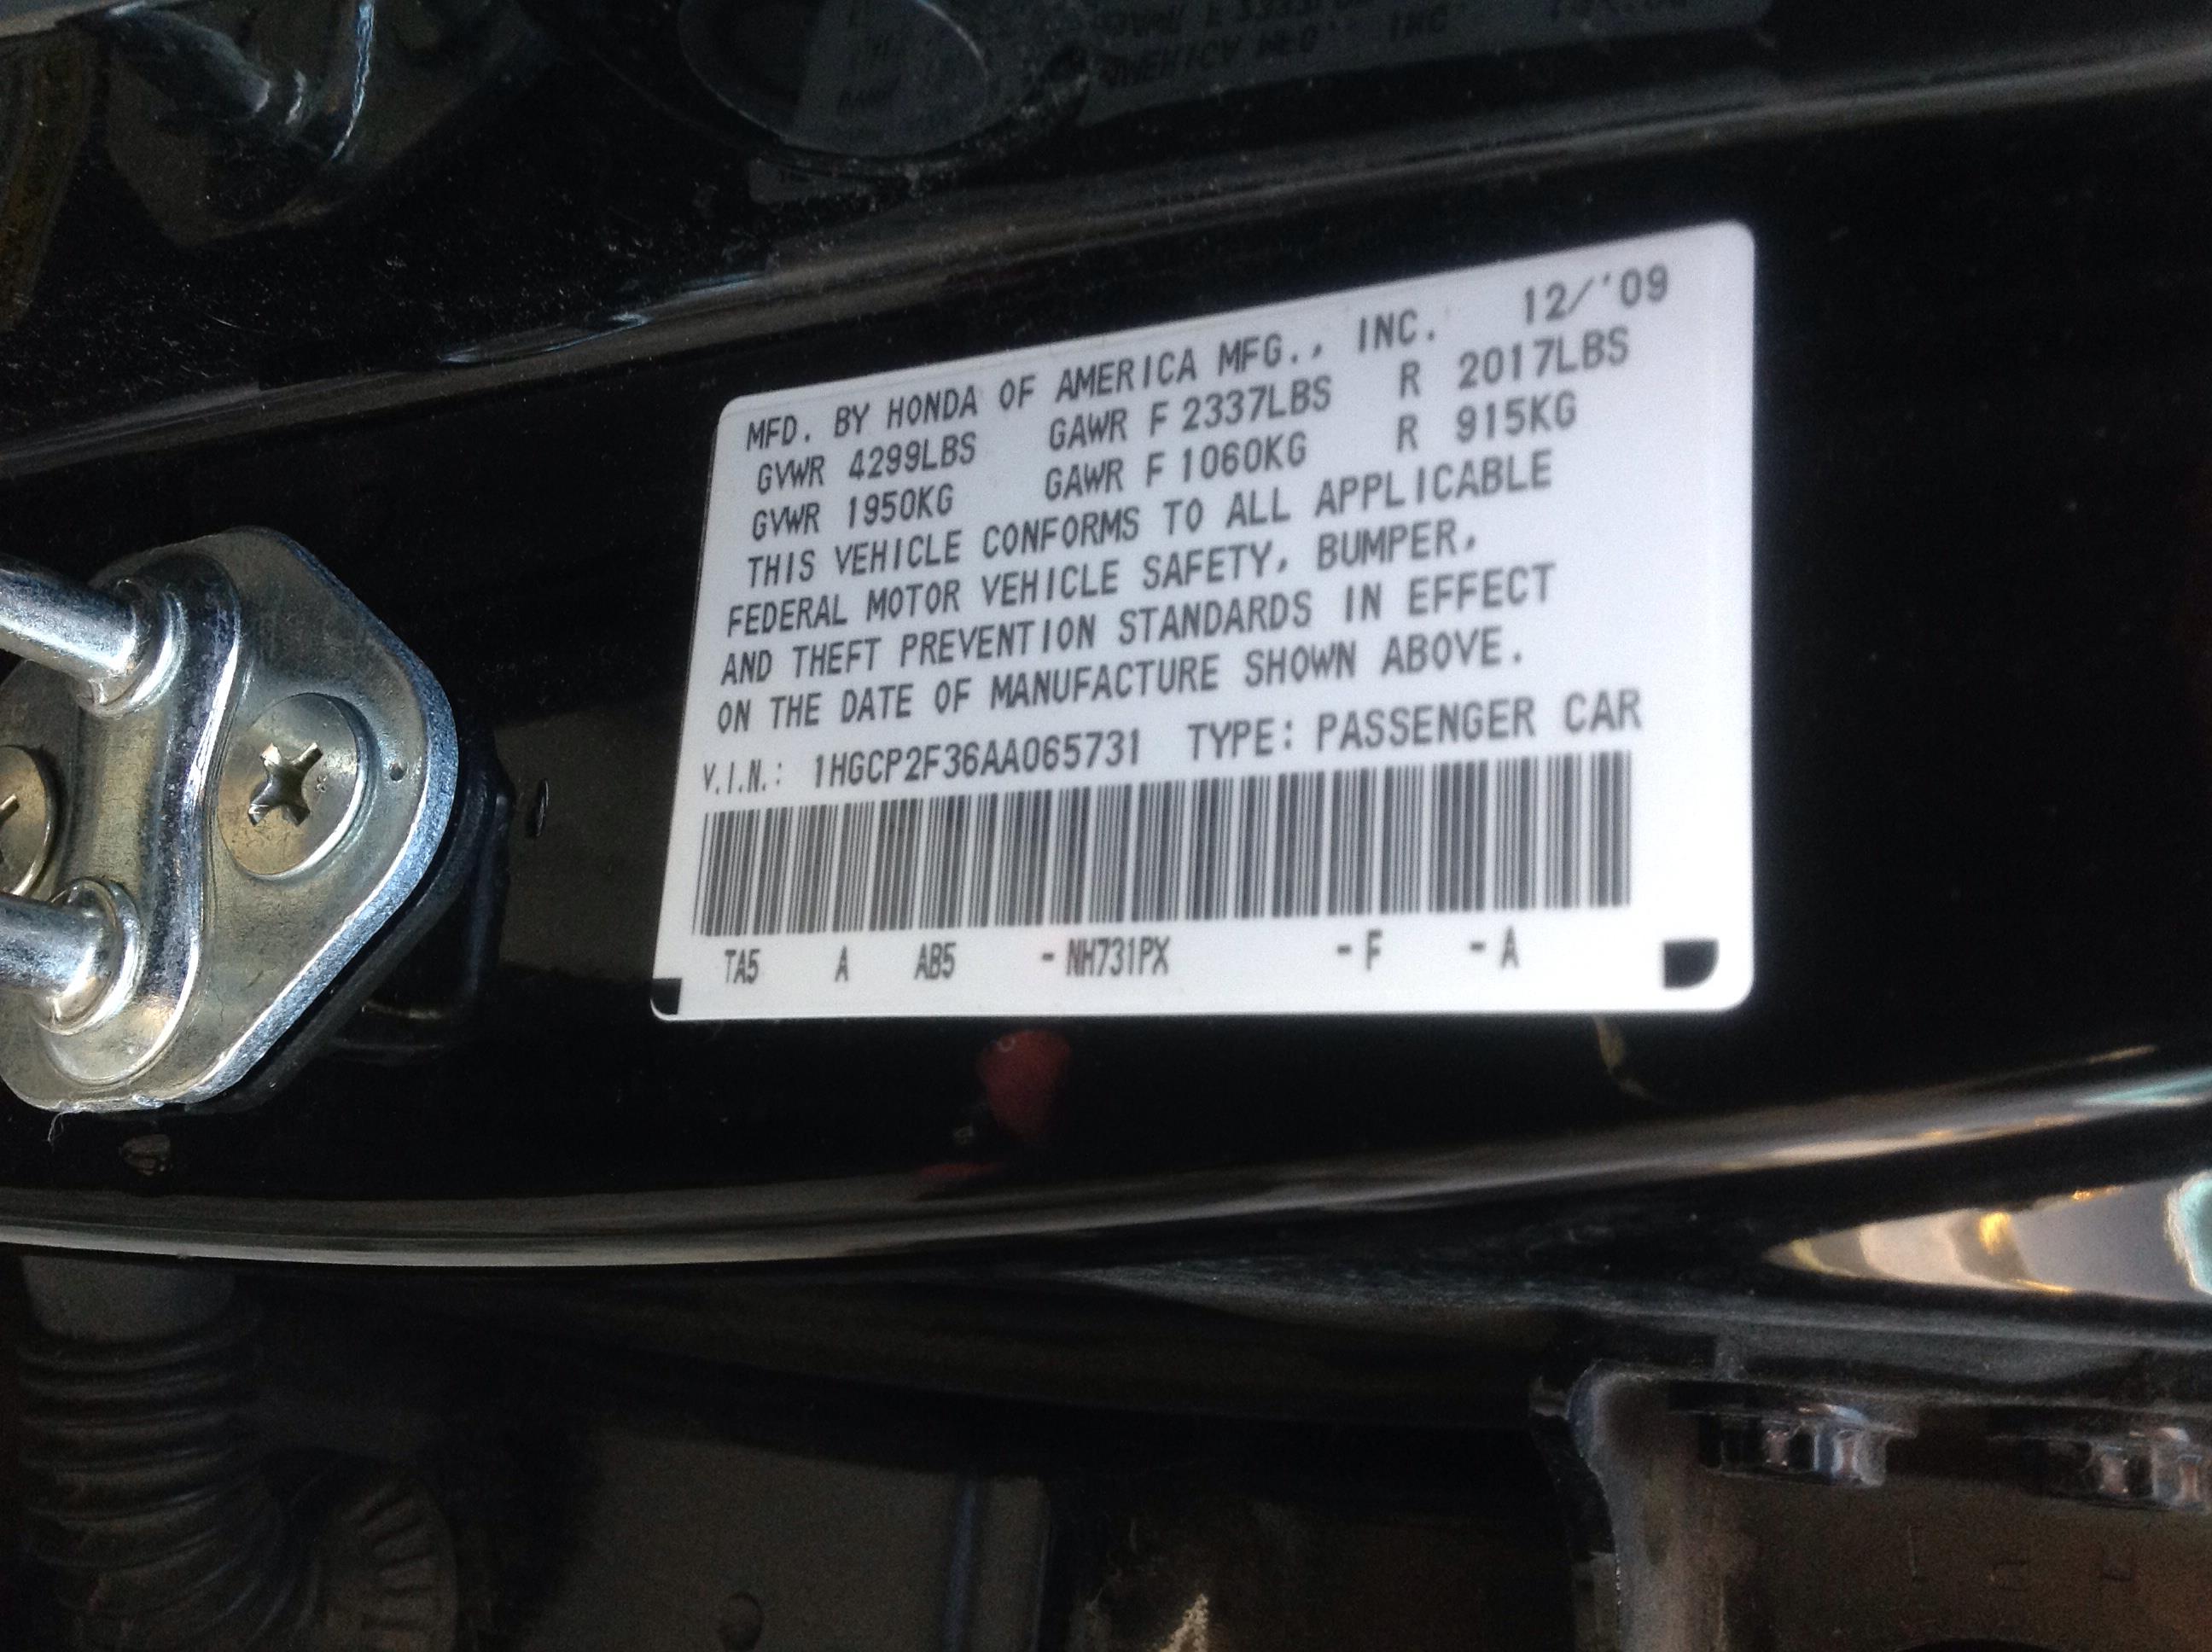 MFD. BY HONDA OF AMERICA MFG., INC. 12/'09
GVWR 4299LBS GAWR F 2337LBS R 2017LBS
GVWR 1950KG GAWR F 1060KG R 915KG
THIS VEHICLE CONFORMS TO ALL APPLICABLE
FEDERAL MOTOR VEHICLE SAFETY, BUMPER,
AND THEFT PREVENTION STANDARDS IN EFFECT
ON THE DATE OF MANUFACTURE SHOWN ABOVE.
V.I.N.: 1HGCP2F36AA065731 TYPE: PASSENGER CAR
TA5 A AB5 - NH731PX - F - A